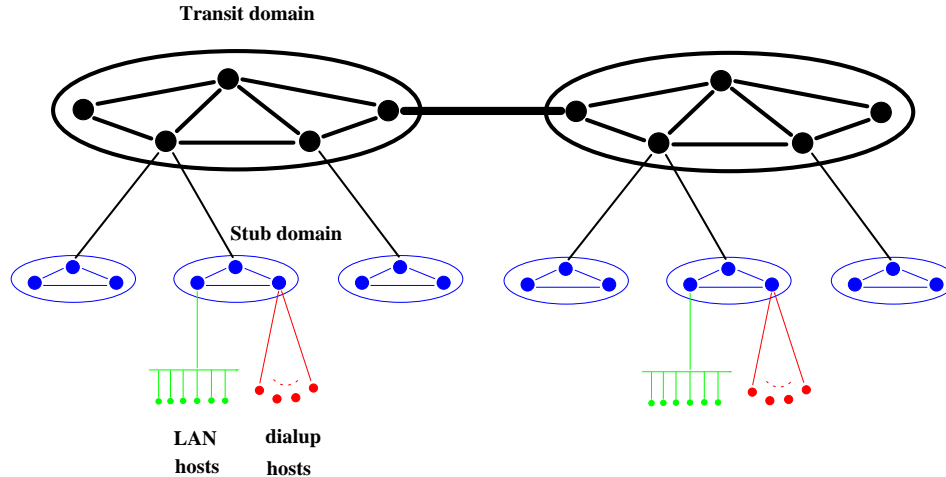 Transit domain
Stub domain
LAN
hosts
dialup
hosts